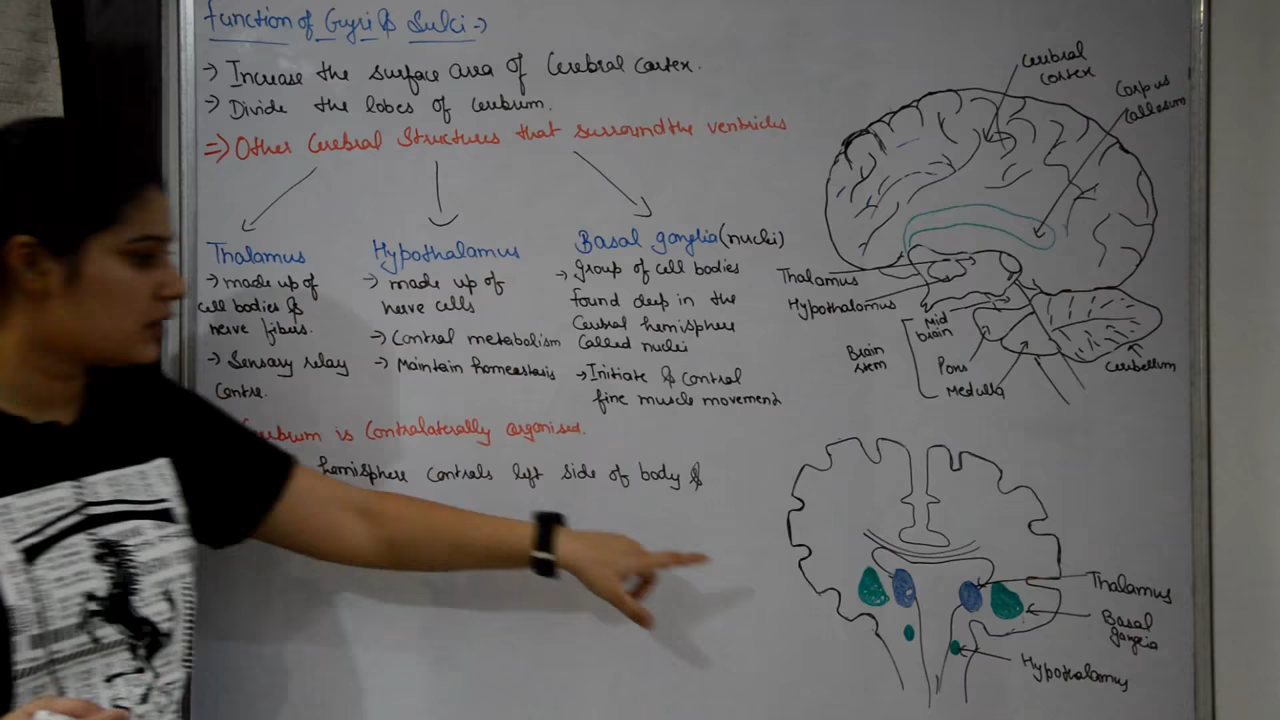 function of Gyri & Sulci →
→ Increase the surface area of Cerebral Cortex.
→ Divide the lobes of cerebrum.
⇒ Other Cerebral Structures that surround the ventricles
Thalamus
→ made up of
cell bodies &
nerve fibres.
→ Sensory relay
Centre.
Hypothalamus
→ made up of
nerve cells
→ Control metabolism
→ Maintain homeostasis
Basal ganglia (nuclei)
→ group of cell bodies
found deep in the
Cerebral hemisphere
Called nuclei
→ Initiate & control
fine muscle movement
is Contralaterally organised.
hemisphere controls left side of body &
Cerebral
cortex
Corpus
Callosum
Thalamus
Hypothalamus
Mid
brain
Brain
stem
Pons
Medulla
Cerebellum
Thalamus
Basal
ganglia
Hypothalamus